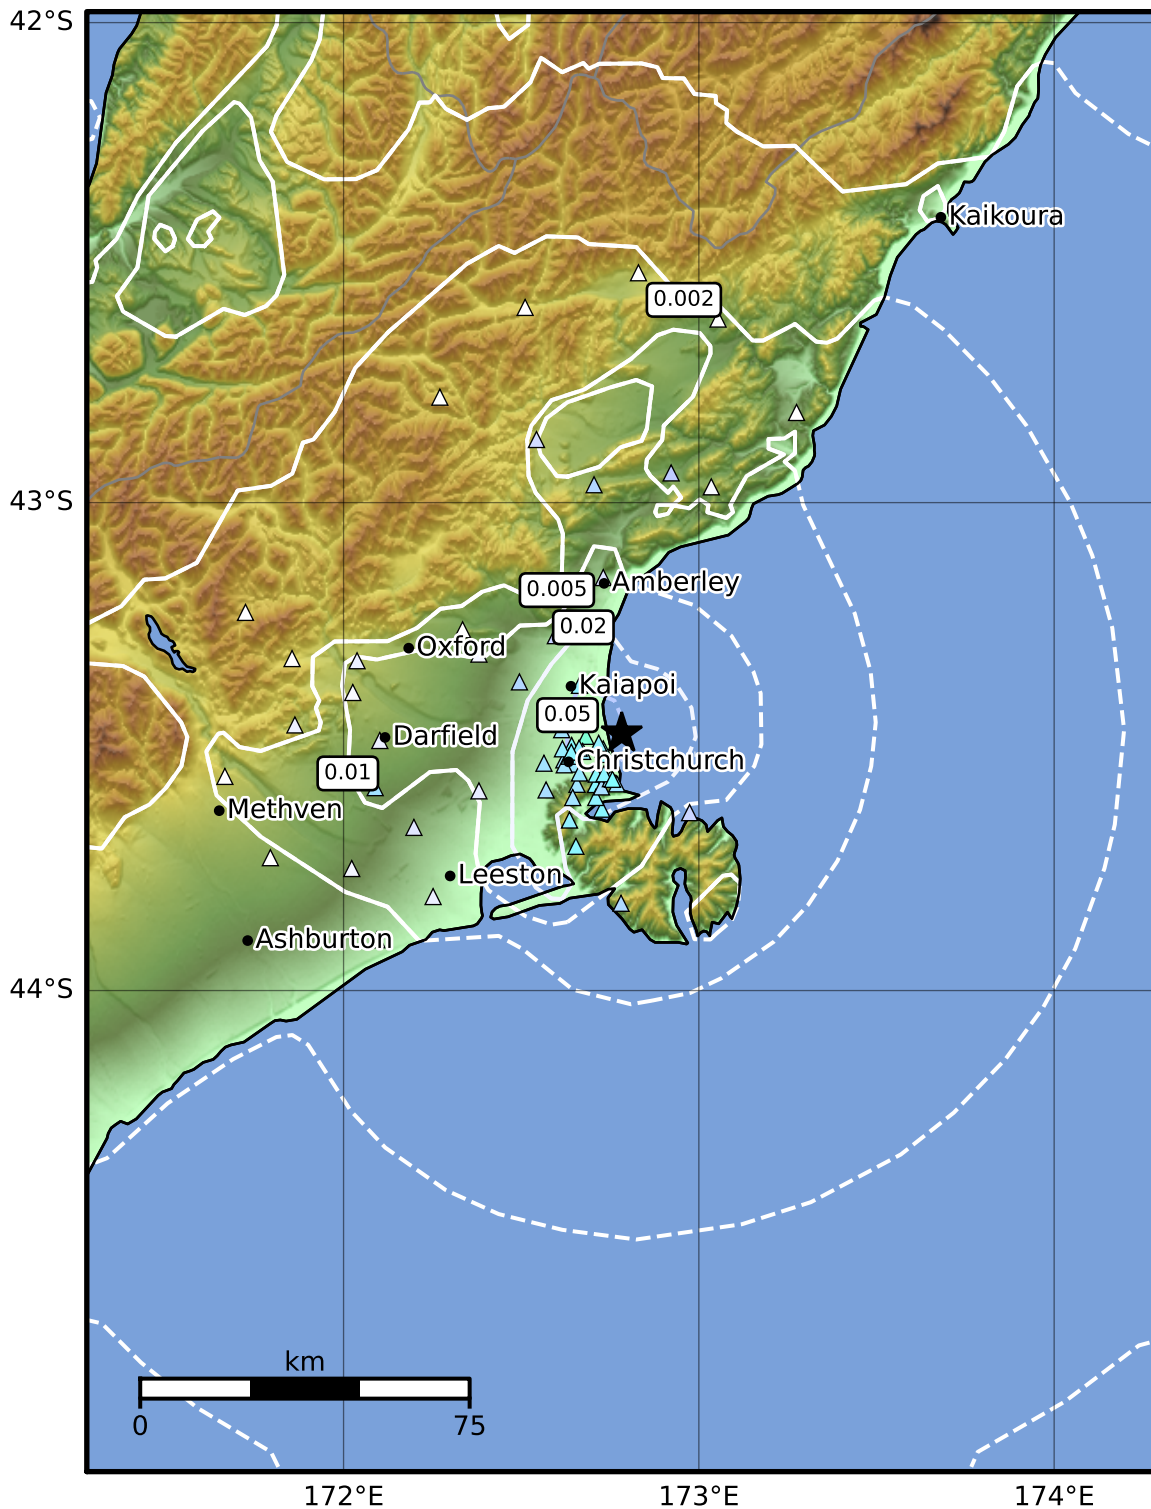 42°S
Kaikoura
0.002
43°S
Amberley
0.005
0.02
Oxford
Kaiapoi
0.05
Darfield
Christchurch
0.01
Methven
Leeston
Ashburton
44°S
km
0 75
172°E 173°E 174°E